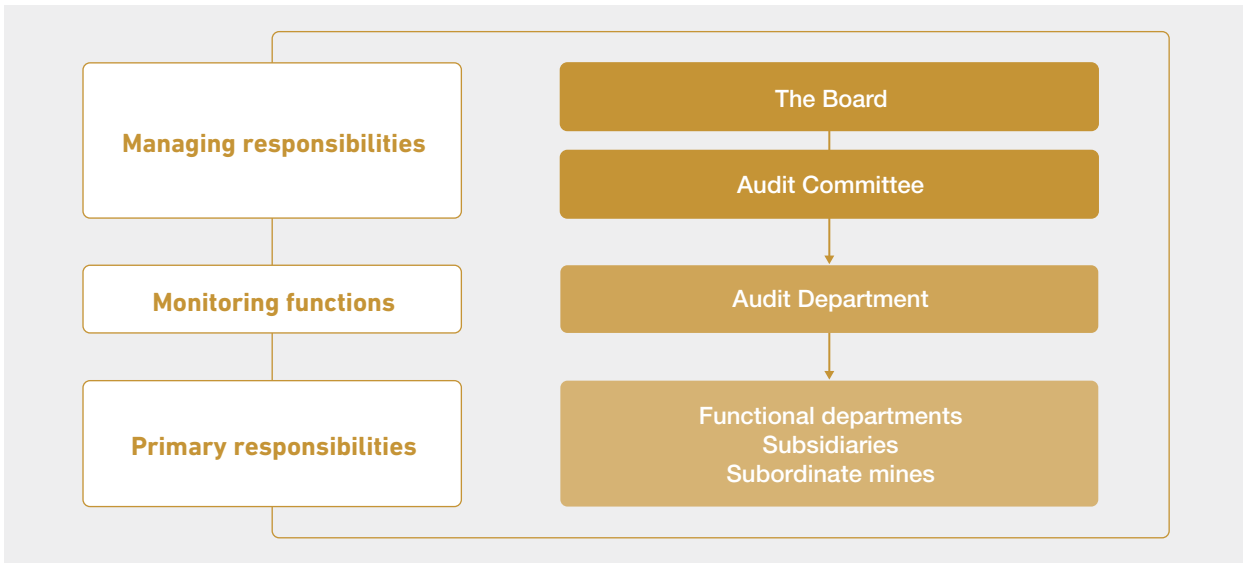 Managing responsibilities
The Board
Audit Committee
Monitoring functions
Audit Department
Primary responsibilities
Functional departments
Subsidiaries
Subordinate mines